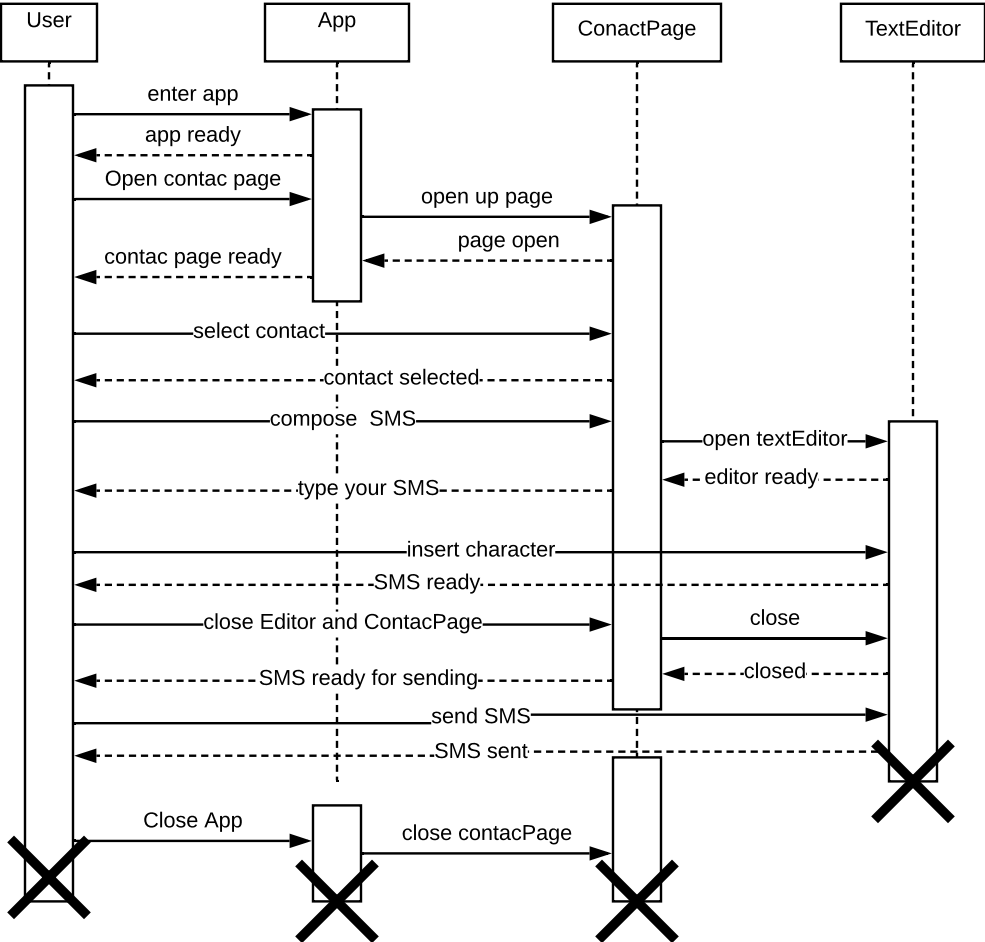 User
App
ConactPage
TextEditor
enter app
app ready
Open contac page
open up page
page open
contac page ready
select contact
contact selected
compose  SMS
open textEditor
editor ready
type your SMS
insert character
SMS ready
close Editor and ContacPage
close
closed
SMS ready for sending
send SMS
SMS sent
Close App
close contacPage